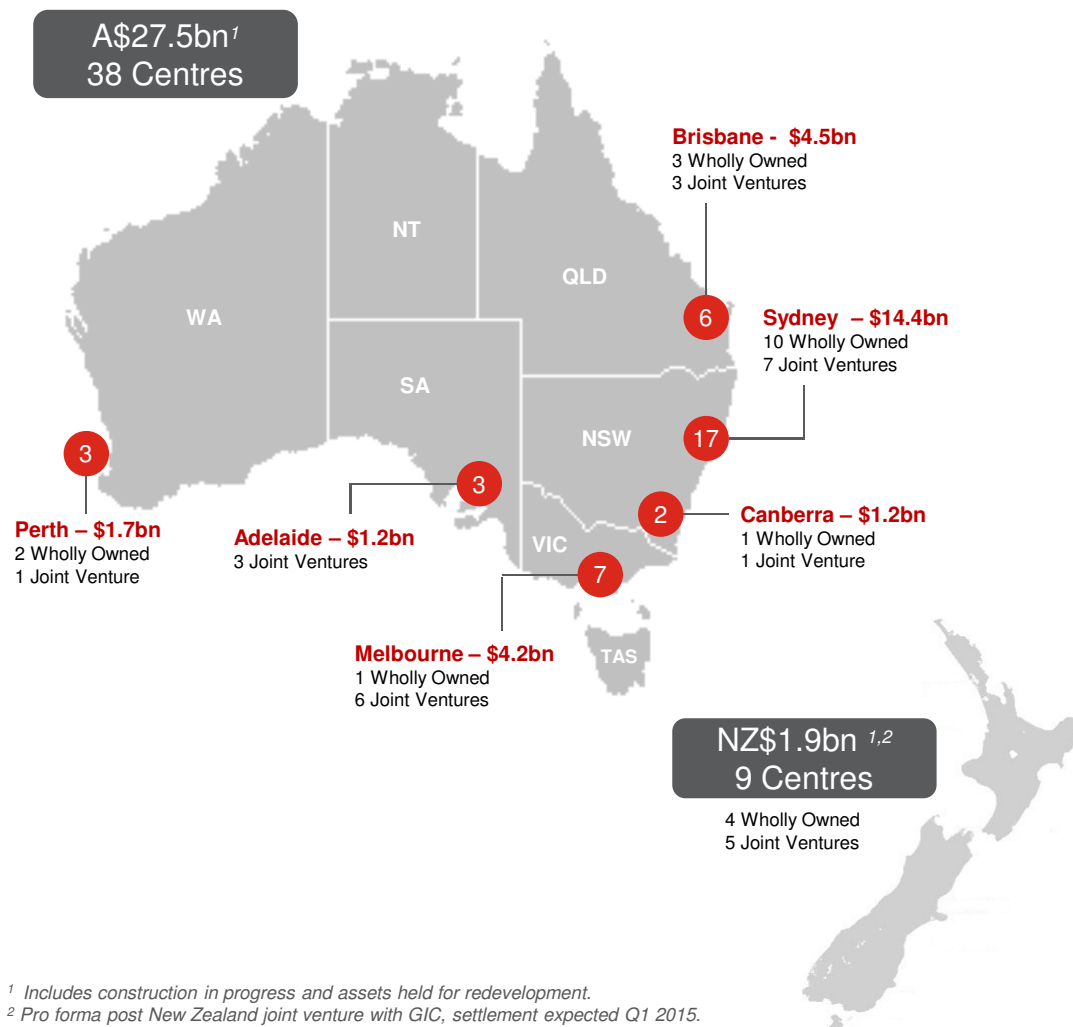 A$27.5bn¹
38 Centres
Brisbane - $4.5bn
3 Wholly Owned
3 Joint Ventures
NT
QLD
WA
6
Sydney – $14.4bn
10 Wholly Owned
7 Joint Ventures
SA
NSW
17
3
3
2
Perth – $1.7bn
2 Wholly Owned
1 Joint Venture
Adelaide – $1.2bn
3 Joint Ventures
Canberra – $1.2bn
1 Wholly Owned
1 Joint Venture
VIC
7
Melbourne – $4.2bn
1 Wholly Owned
6 Joint Ventures
TAS
NZ$1.9bn ¹,²
9 Centres
4 Wholly Owned
5 Joint Ventures
¹ Includes construction in progress and assets held for redevelopment.
² Pro forma post New Zealand joint venture with GIC, settlement expected Q1 2015.